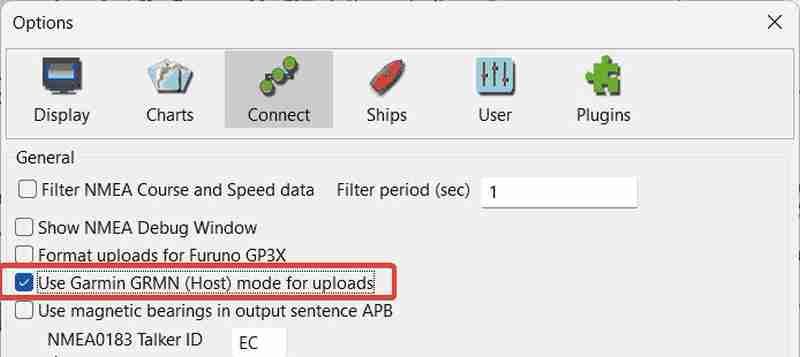 Options
Display Charts Connect Ships User Plugins
General
Filter NMEA Course and Speed data Filter period (sec) 1
Show NMEA Debug Window
Format uploads for Furuno GP3X
Use Garmin GRMN (Host) mode for uploads
Use magnetic bearings in output sentence APB
NMEA0183 Talker ID EC